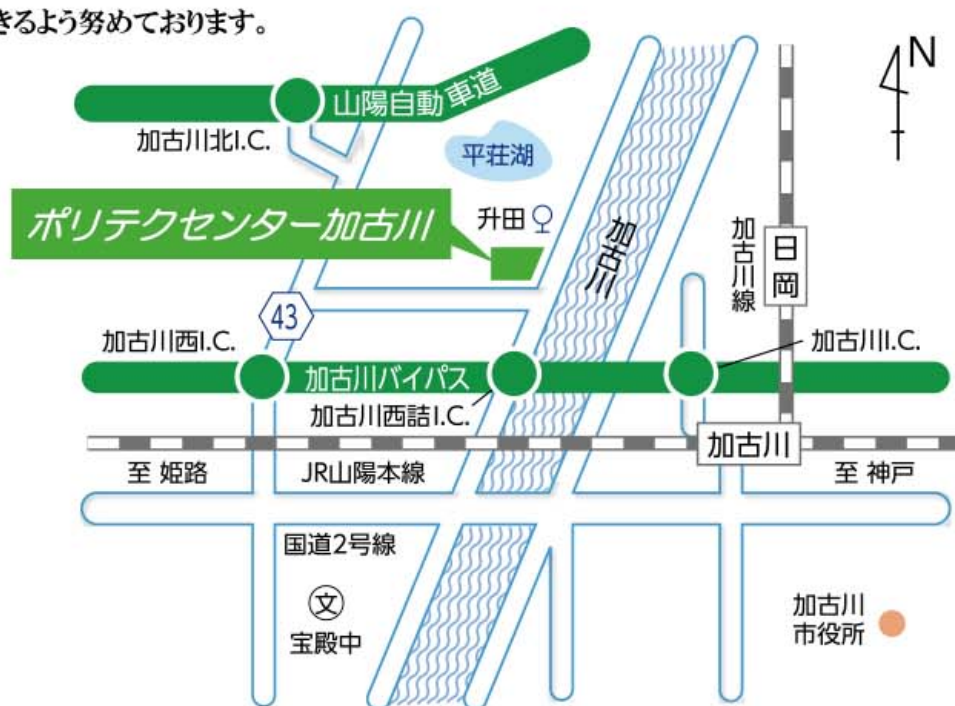 きるよう努めております。
N
山陽自動車道
加古川北I.C.
平荘湖
ポリテクセンター加古川
升田
加古川
加古川線
日岡
43
加古川西I.C.
加古川I.C.
加古川バイパス
加古川西詰I.C.
加古川
至 姫路
JR山陽本線
至 神戸
国道2号線
文
宝殿中
加古川
市役所